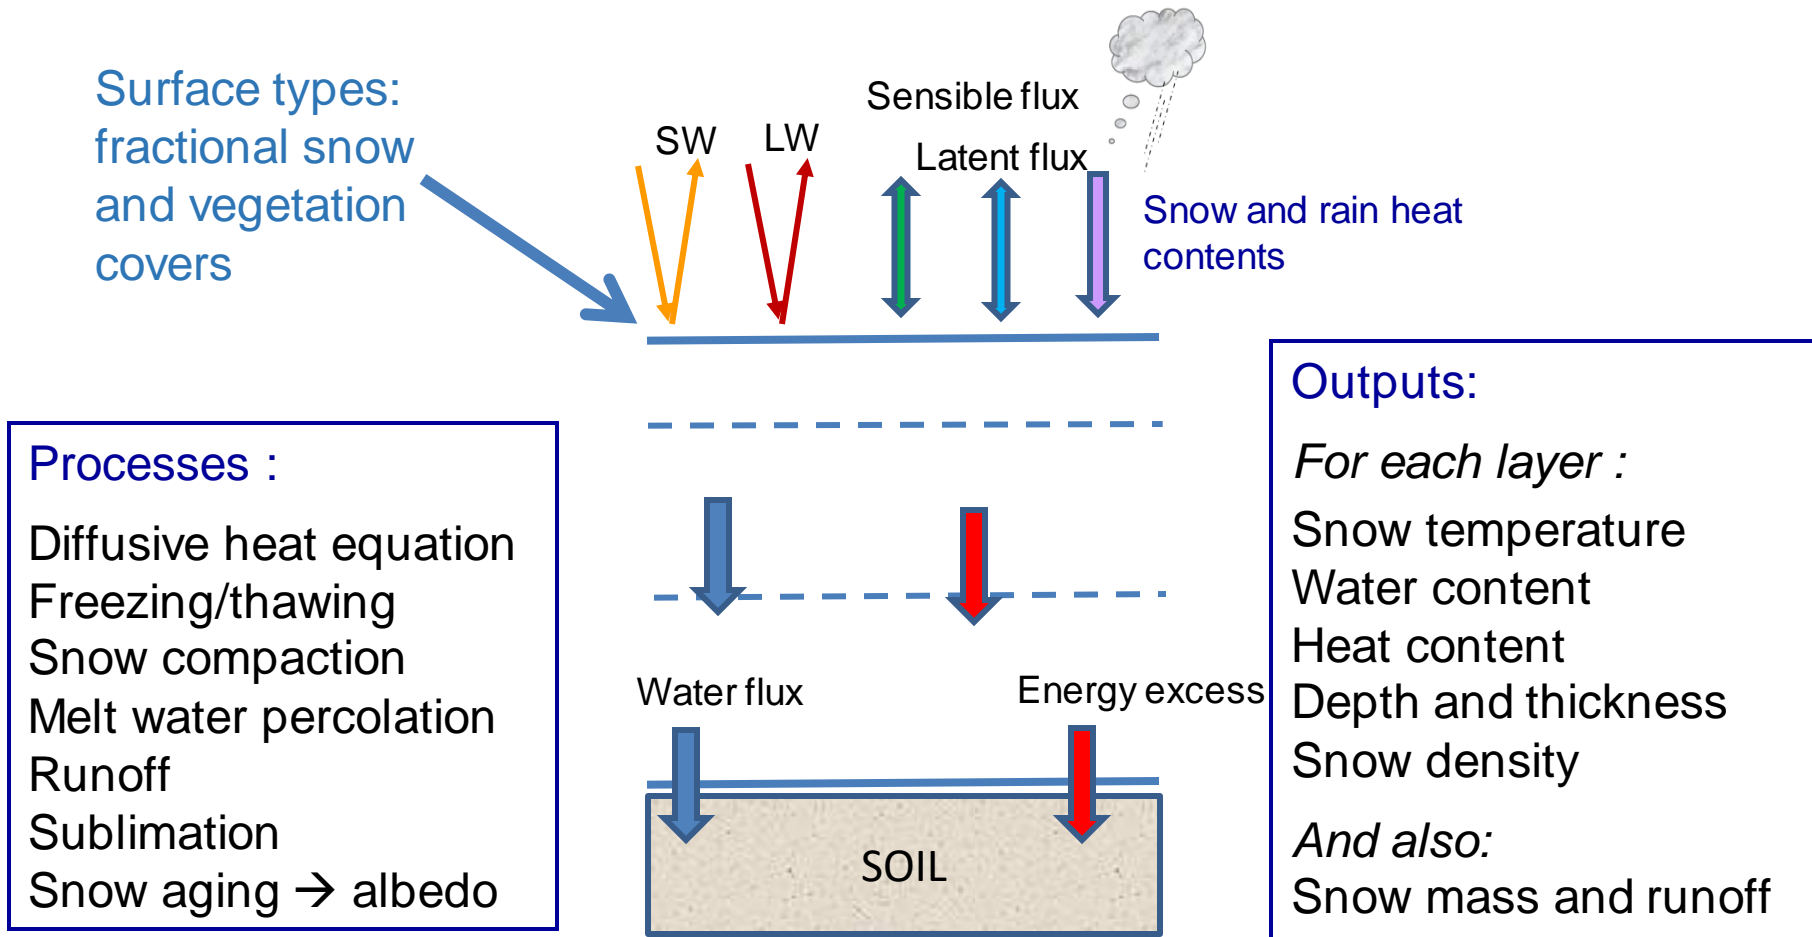 Surface types:
fractional snow
and vegetation
covers
SW
LW
Sensible flux
Latent flux
Snow and rain heat
contents
Processes :
Diffusive heat equation
Freezing/thawing
Snow compaction
Melt water percolation
Runoff
Sublimation
Snow aging → albedo
Water flux
Energy excess
SOIL
Outputs:
For each layer :
Snow temperature
Water content
Heat content
Depth and thickness
Snow density
And also:
Snow mass and runoff